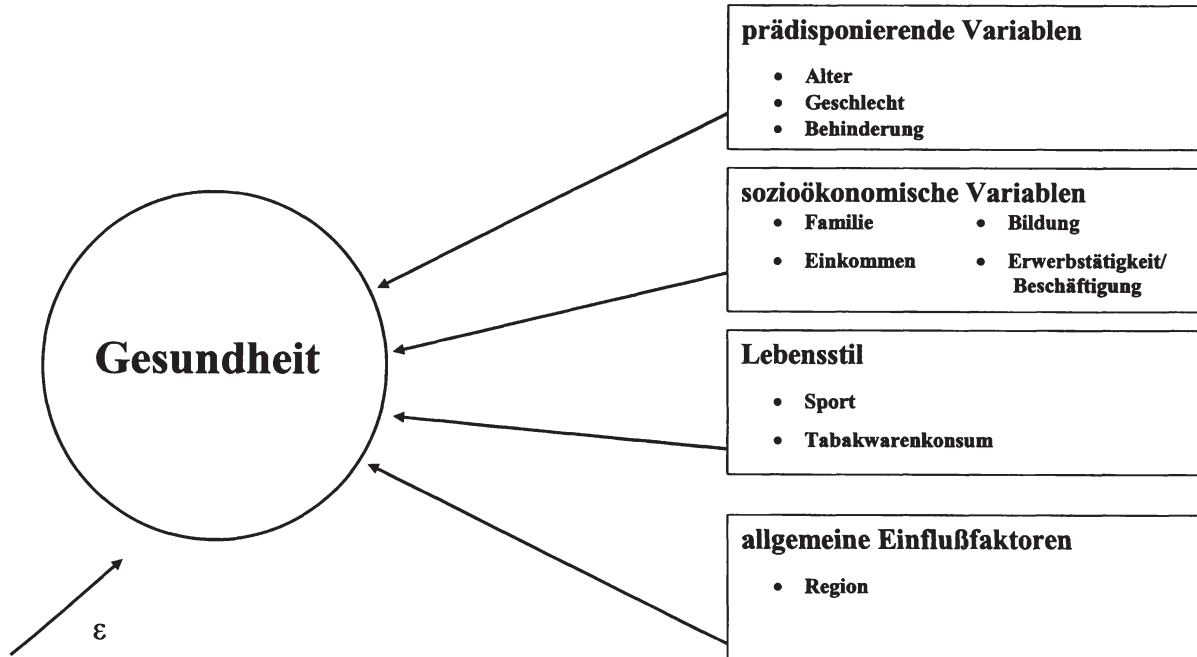 prädisponierende Variablen
• Alter
• Geschlecht
• Behinderung
sozioökonomische Variablen
• Familie • Bildung
• Einkommen • Erwerbstätigkeit/
Beschäftigung
Gesundheit
Lebensstil
• Sport
• Tabakwarenkonsum
allgemeine Einflußfaktoren
• Region
ε